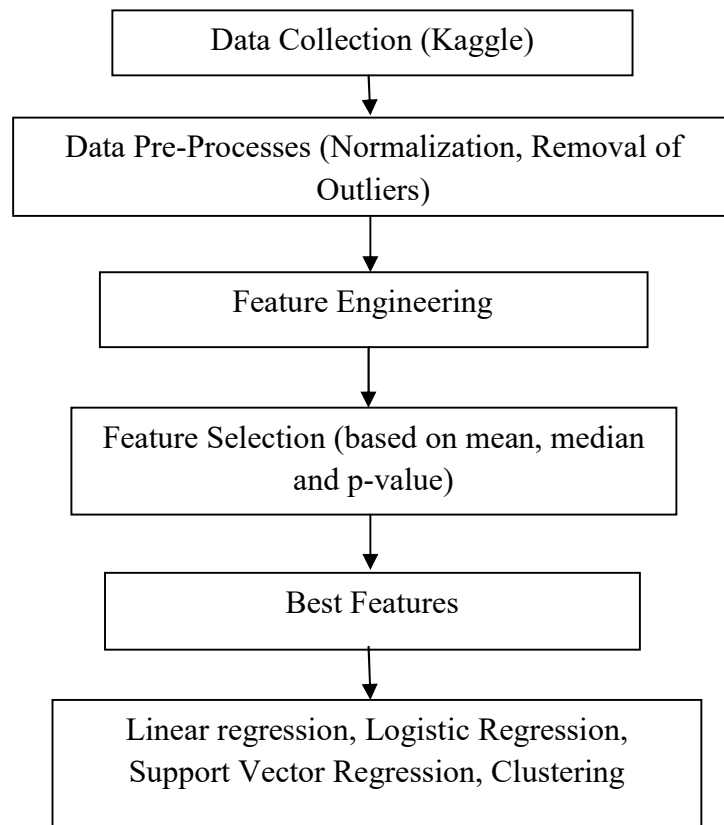 Data Collection (Kaggle)
Data Pre-Processes (Normalization, Removal of
Outliers)
Feature Engineering
Feature Selection (based on mean, median
and p-value)
Best Features
Linear regression, Logistic Regression,
Support Vector Regression, Clustering